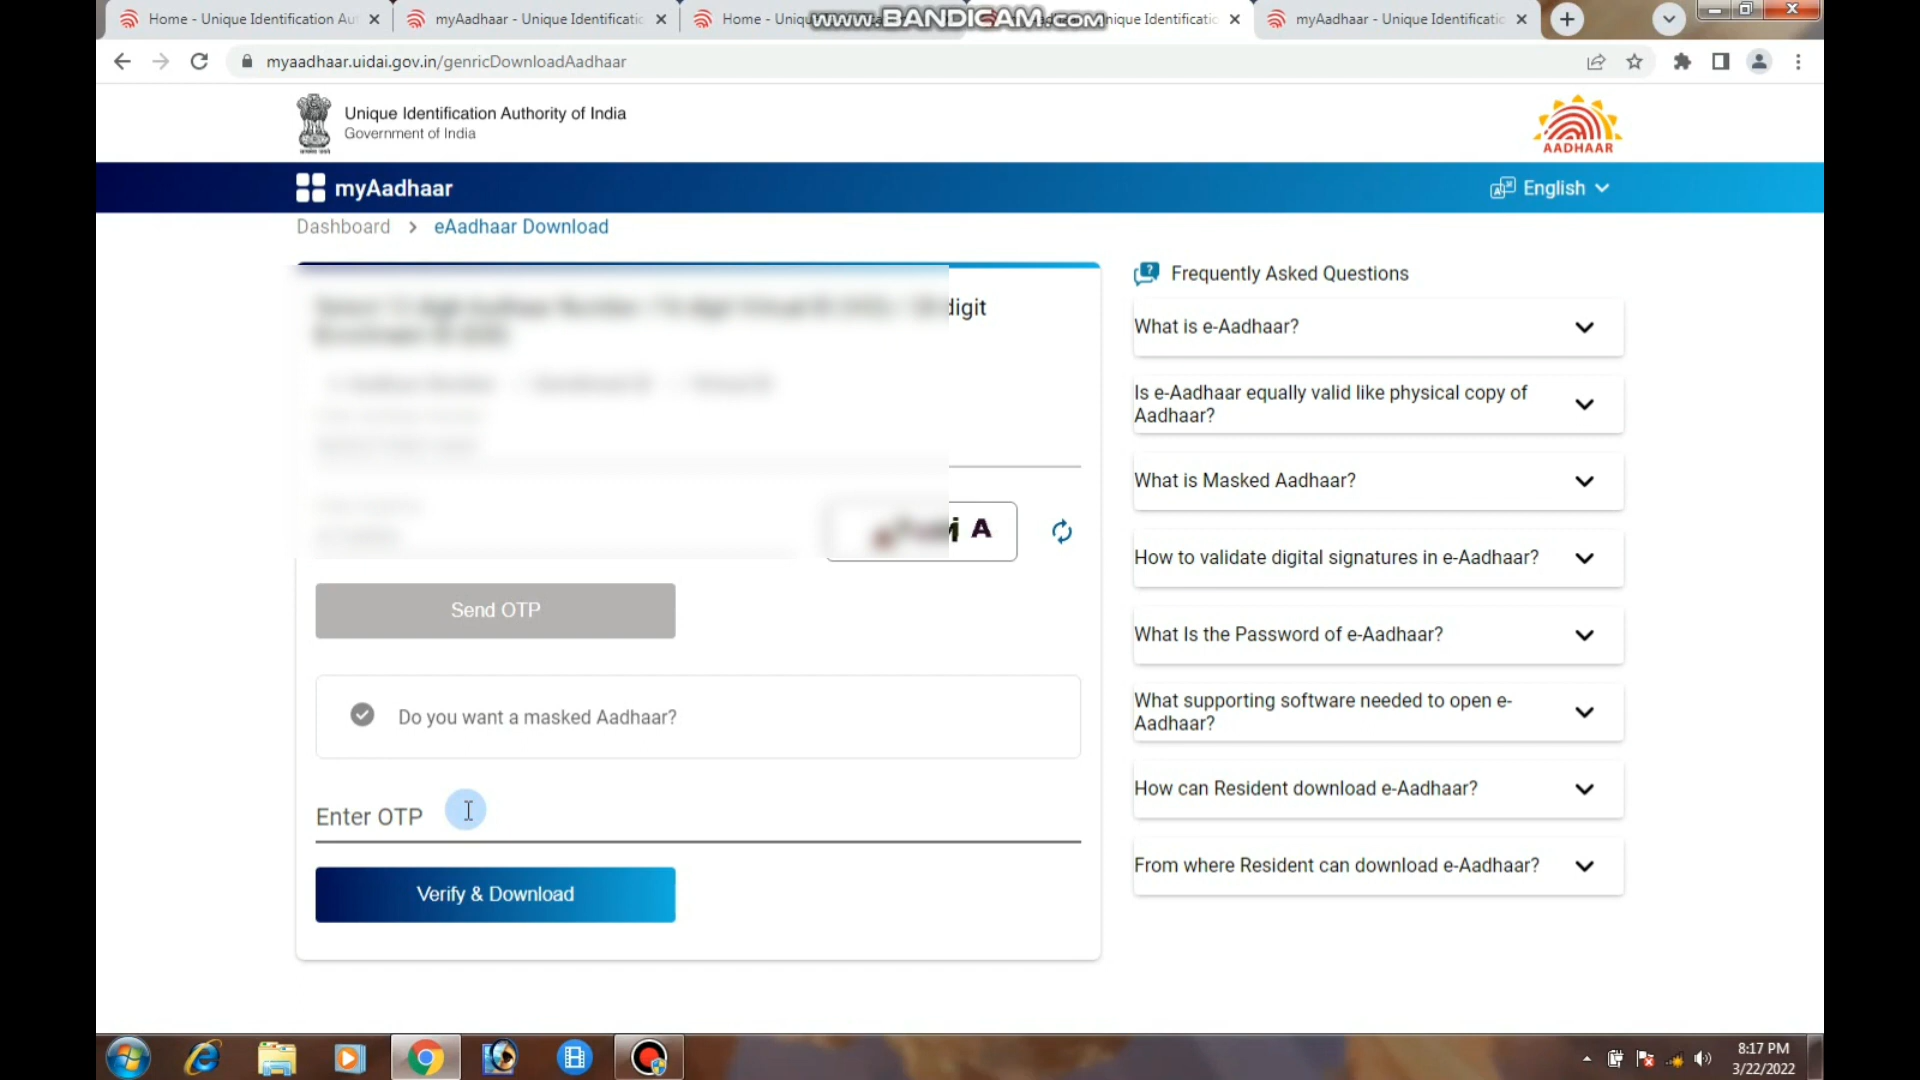 Home - Unique Identification Au
myAadhaar - Unique Identificatic
Home - Uniqu
www.BANDICAM.com
nique Identificatic
myAadhaar - Unique Identificatic
myaadhaar.uidai.gov.in/genricDownloadAadhaar
Unique Identification Authority of India
Government of India
AADHAAR
myAadhaar
English
Dashboard > eAadhaar Download
digit
A
Send OTP
Do you want a masked Aadhaar?
Enter OTP
Verify & Download
Frequently Asked Questions
What is e-Aadhaar?
Is e-Aadhaar equally valid like physical copy of
Aadhaar?
What is Masked Aadhaar?
How to validate digital signatures in e-Aadhaar?
What Is the Password of e-Aadhaar?
What supporting software needed to open e-
Aadhaar?
How can Resident download e-Aadhaar?
From where Resident can download e-Aadhaar?
8:17 PM
3/22/2022